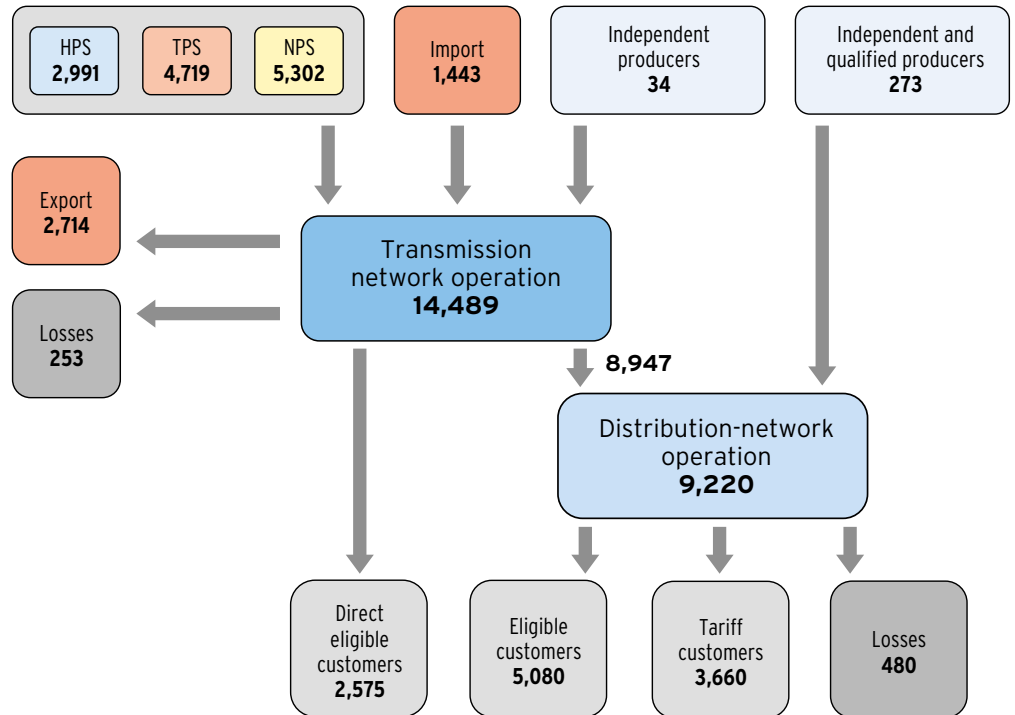 HPS
2,991
TPS
4,719
NPS
5,302
Import
1,443
Independent
producers
34
Independent and
qualified producers
273
Export
2,714
Transmission
network operation
14,489
Losses
253
8,947
Distribution-network
operation
9,220
Direct
eligible
customers
2,575
Eligible
customers
5,080
Tariff
customers
3,660
Losses
480